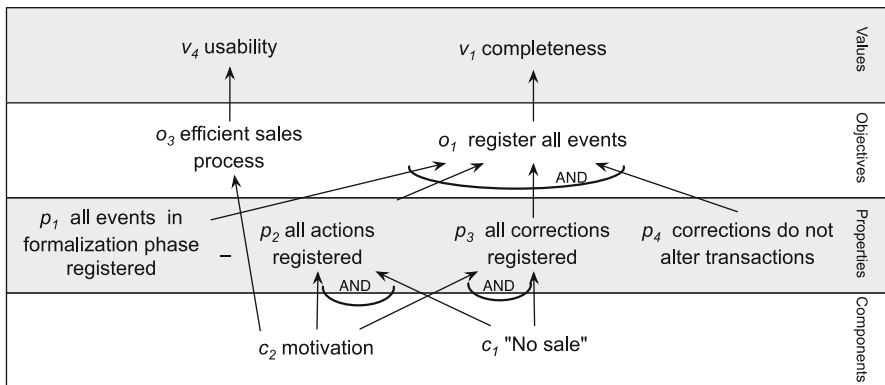 v4 usability
v1 completeness
Values
o3 efficient sales
process
o1 register all events
AND
Objectives
p1 all events in
formalization phase
registered
–
p2 all actions
registered
p3 all corrections
registered
p4 corrections do not
alter transactions
Properties
AND
AND
c2 motivation
c1 "No sale"
Components